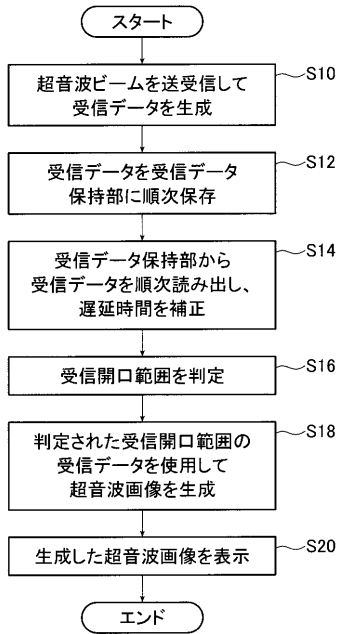 スタート
超音波ビームを送受信して
受信データを生成
S10
受信データを受信データ
保持部に順次保存
S12
受信データ保持部から
受信データを順次読み出し、
遅延時間を補正
S14
受信開口範囲を判定
S16
判定された受信開口範囲の
受信データを使用して
超音波画像を生成
S18
生成した超音波画像を表示
S20
エンド